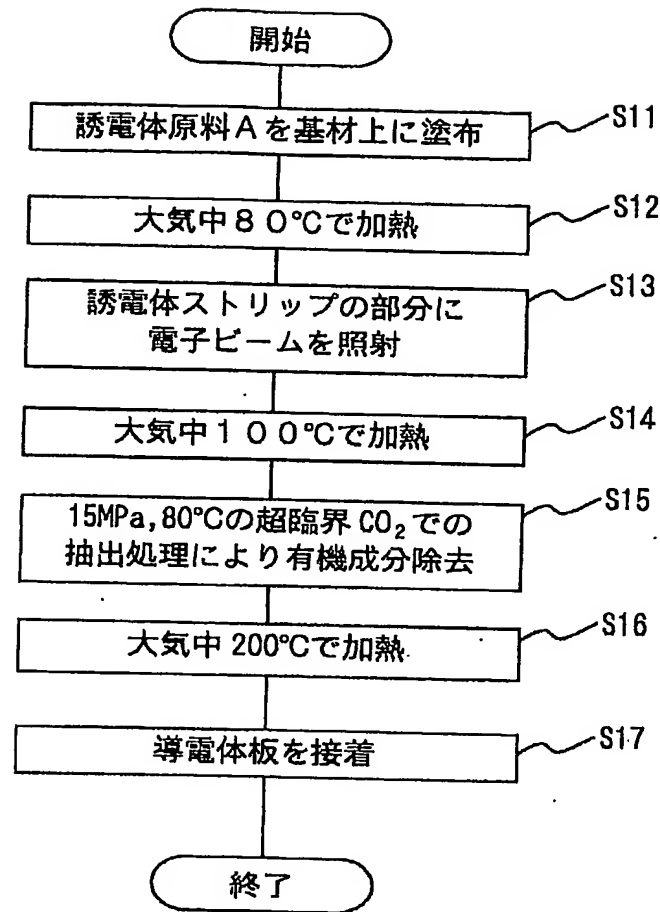 開始
誘電体原料Aを基材上に塗布
S11
大気中80℃で加熱
S12
誘電体ストリップの部分に
電子ビームを照射
S13
大気中100℃で加熱
S14
15MPa,80℃の超臨界CO₂での
抽出処理により有機成分除去
S15
大気中200℃で加熱
S16
導電体板を接着
S17
終了